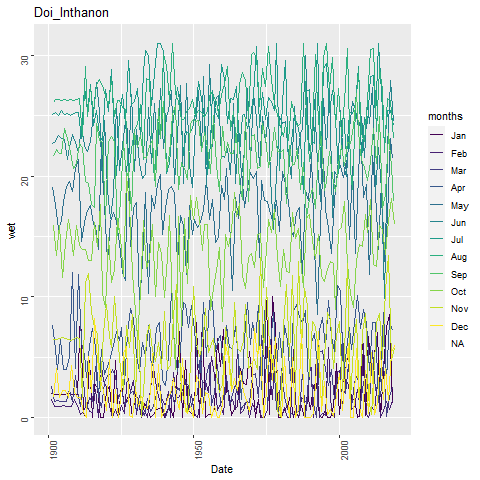 Doi_Inthanon
wet
30
20
10
0
1900
1950
2000
Date
months
Jan
Feb
Mar
Apr
May
Jun
Jul
Aug
Sep
Oct
Nov
Dec
NA